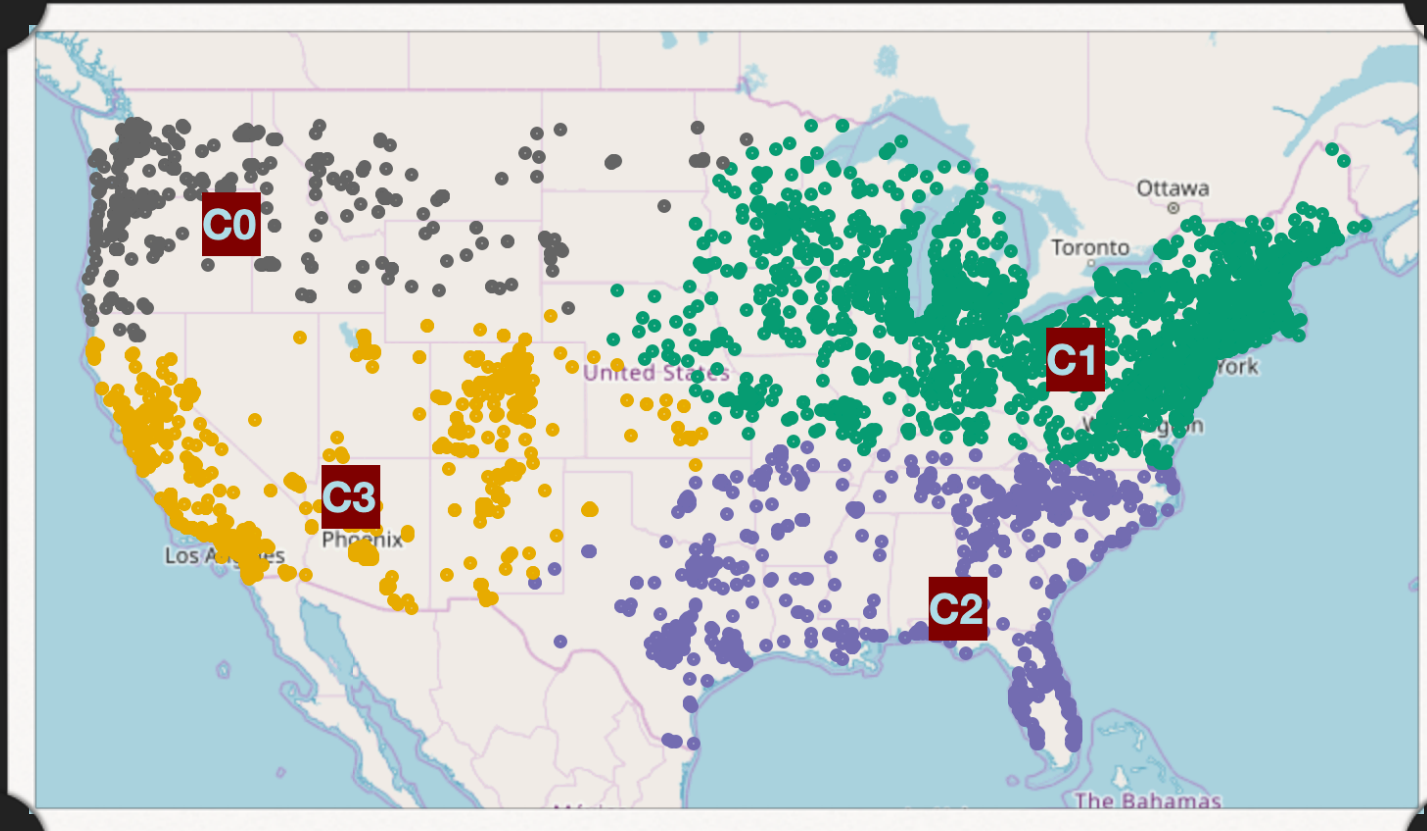 Ottawa
C0
Toronto
C1
York
United States
C3
Phoenix
Los Angeles
C2
The Bahamas